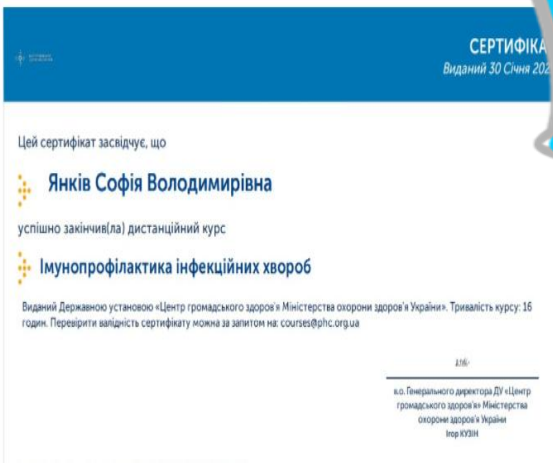 СЕРТИФІКА
Виданий 30 Січня 202
Цей сертифікат засвідчує, що
Янків Софія Володимирівна
успішно закінчив(ла) дистанційний курс
Імунопрофілактика інфекційних хвороб
Виданий Державною установою «Центр громадського здоров'я Міністерства охорони здоров'я України». Тривалість курсу: 16
годин. Перевірити валідність сертифікату можна за запитом на: courses@phc.org.ua
в.о. Генерального директора ДУ «Центр
громадського здоров'я» Міністерства
охорони здоров'я України
Ігор КУЗІН